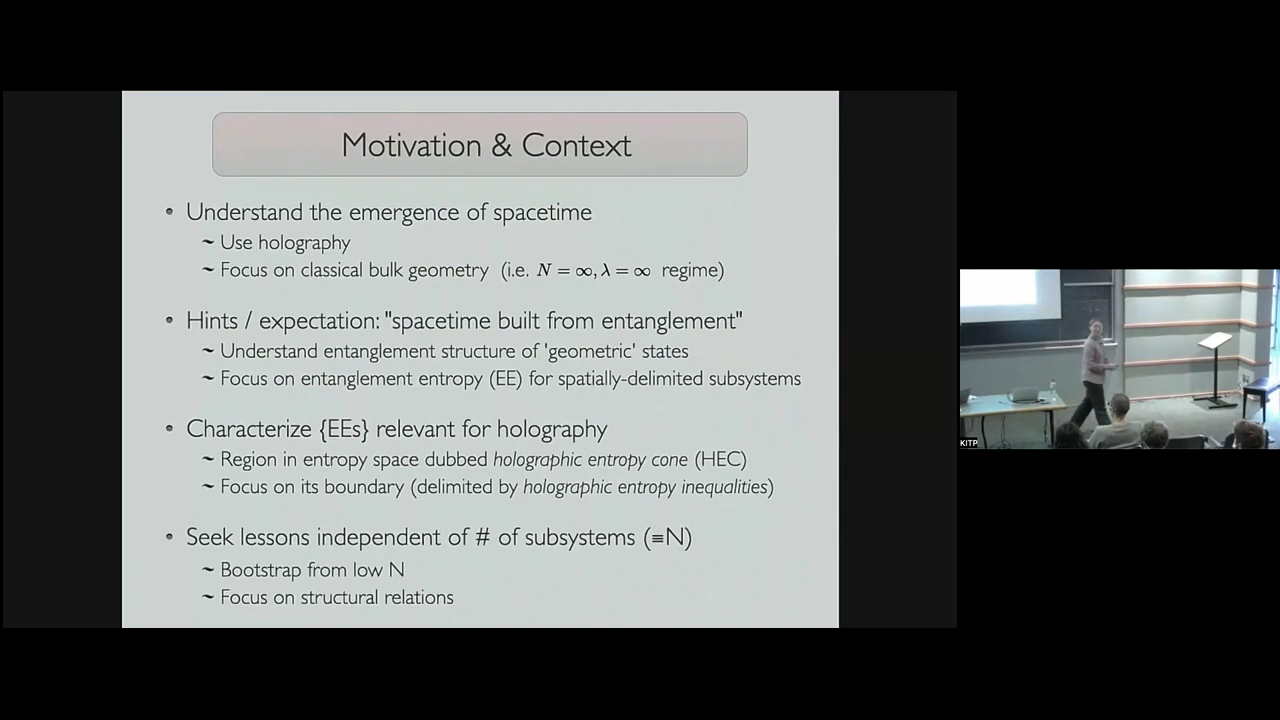 Motivation & Context
• Understand the emergence of spacetime
~ Use holography
~ Focus on classical bulk geometry (i.e. N = ∞, λ = ∞ regime)
• Hints / expectation: "spacetime built from entanglement"
~ Understand entanglement structure of 'geometric' states
~ Focus on entanglement entropy (EE) for spatially-delimited subsystems
• Characterize {EEs} relevant for holography
~ Region in entropy space dubbed holographic entropy cone (HEC)
~ Focus on its boundary (delimited by holographic entropy inequalities)
• Seek lessons independent of # of subsystems (≡N)
~ Bootstrap from low N
~ Focus on structural relations
KITP